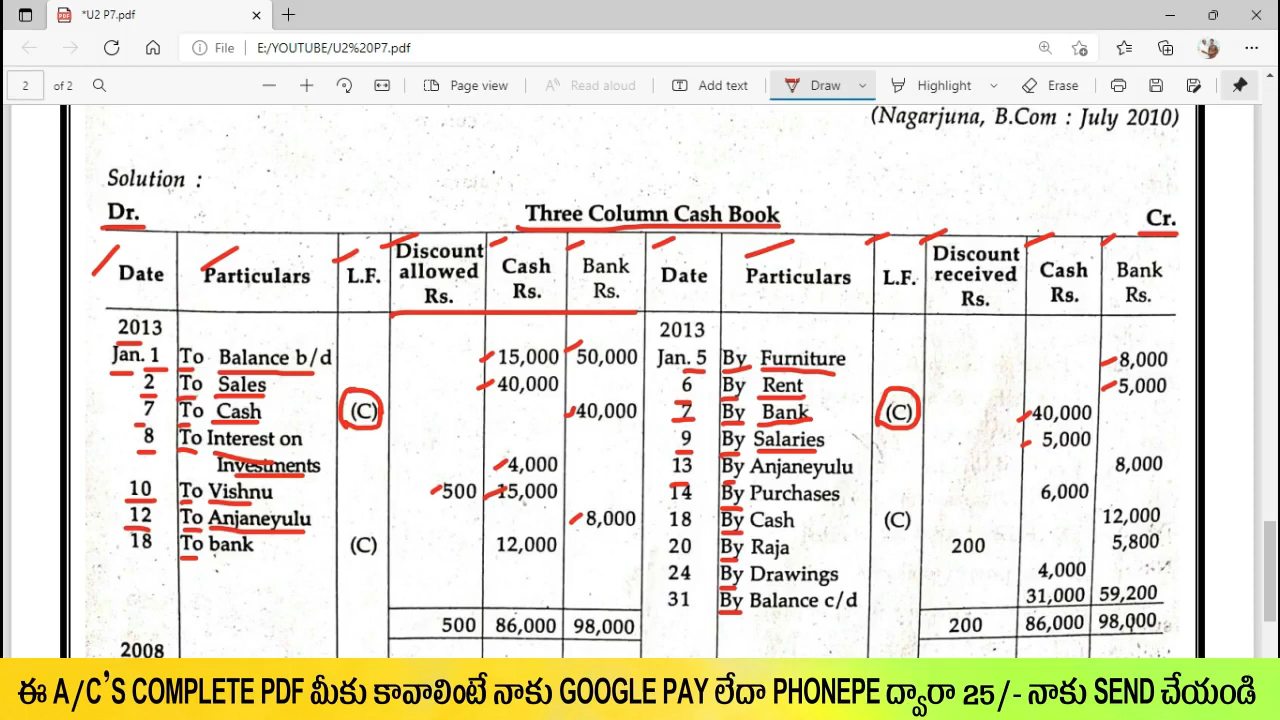 *U2 P7.pdf
File E:/YOUTUBE/U2%20P7.pdf
2 of 2 Page view Read aloud Add text Draw Highlight Erase
(Nagarjuna, B.Com : July 2010)
Solution :
Dr. Three Column Cash Book Cr.
Date Particulars L.F. Discount allowed Rs. Cash Rs. Bank Rs. Date Particulars L.F. Discount received Rs. Cash Rs. Bank Rs.
2013 2013
Jan. 1 To Balance b/d 15,000 50,000 Jan. 5 By Furniture 8,000
2 To Sales 40,000 6 By Rent 5,000
7 To Cash (C) 40,000 7 By Bank (C) 40,000
8 To Interest on 9 By Salaries 5,000
Investments 4,000 13 By Anjaneyulu 8,000
10 To Vishnu 500 15,000 14 By Purchases 6,000
12 To Anjaneyulu 8,000 18 By Cash (C) 12,000
18 To bank (C) 12,000 20 By Raja 200 5,800
24 By Drawings 4,000
31 By Balance c/d 31,000 59,200
500 86,000 98,000 200 86,000 98,000
2008
ఈ A/C'S COMPLETE PDF మీకు కావాలింటే నాకు GOOGLE PAY లేదా PHONEPE ద్వారా 25/- నాకు SEND చేయండి